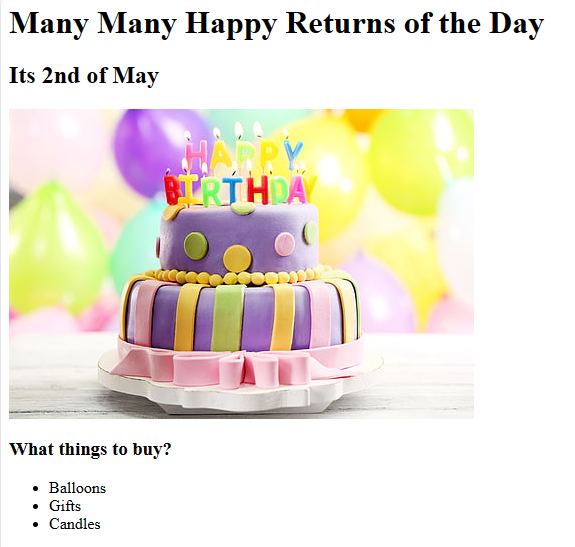 Many Many Happy Returns of the Day
Its 2nd of May
HAPPY
BIRTHDAY
What things to buy?
Balloons
Gifts
Candles